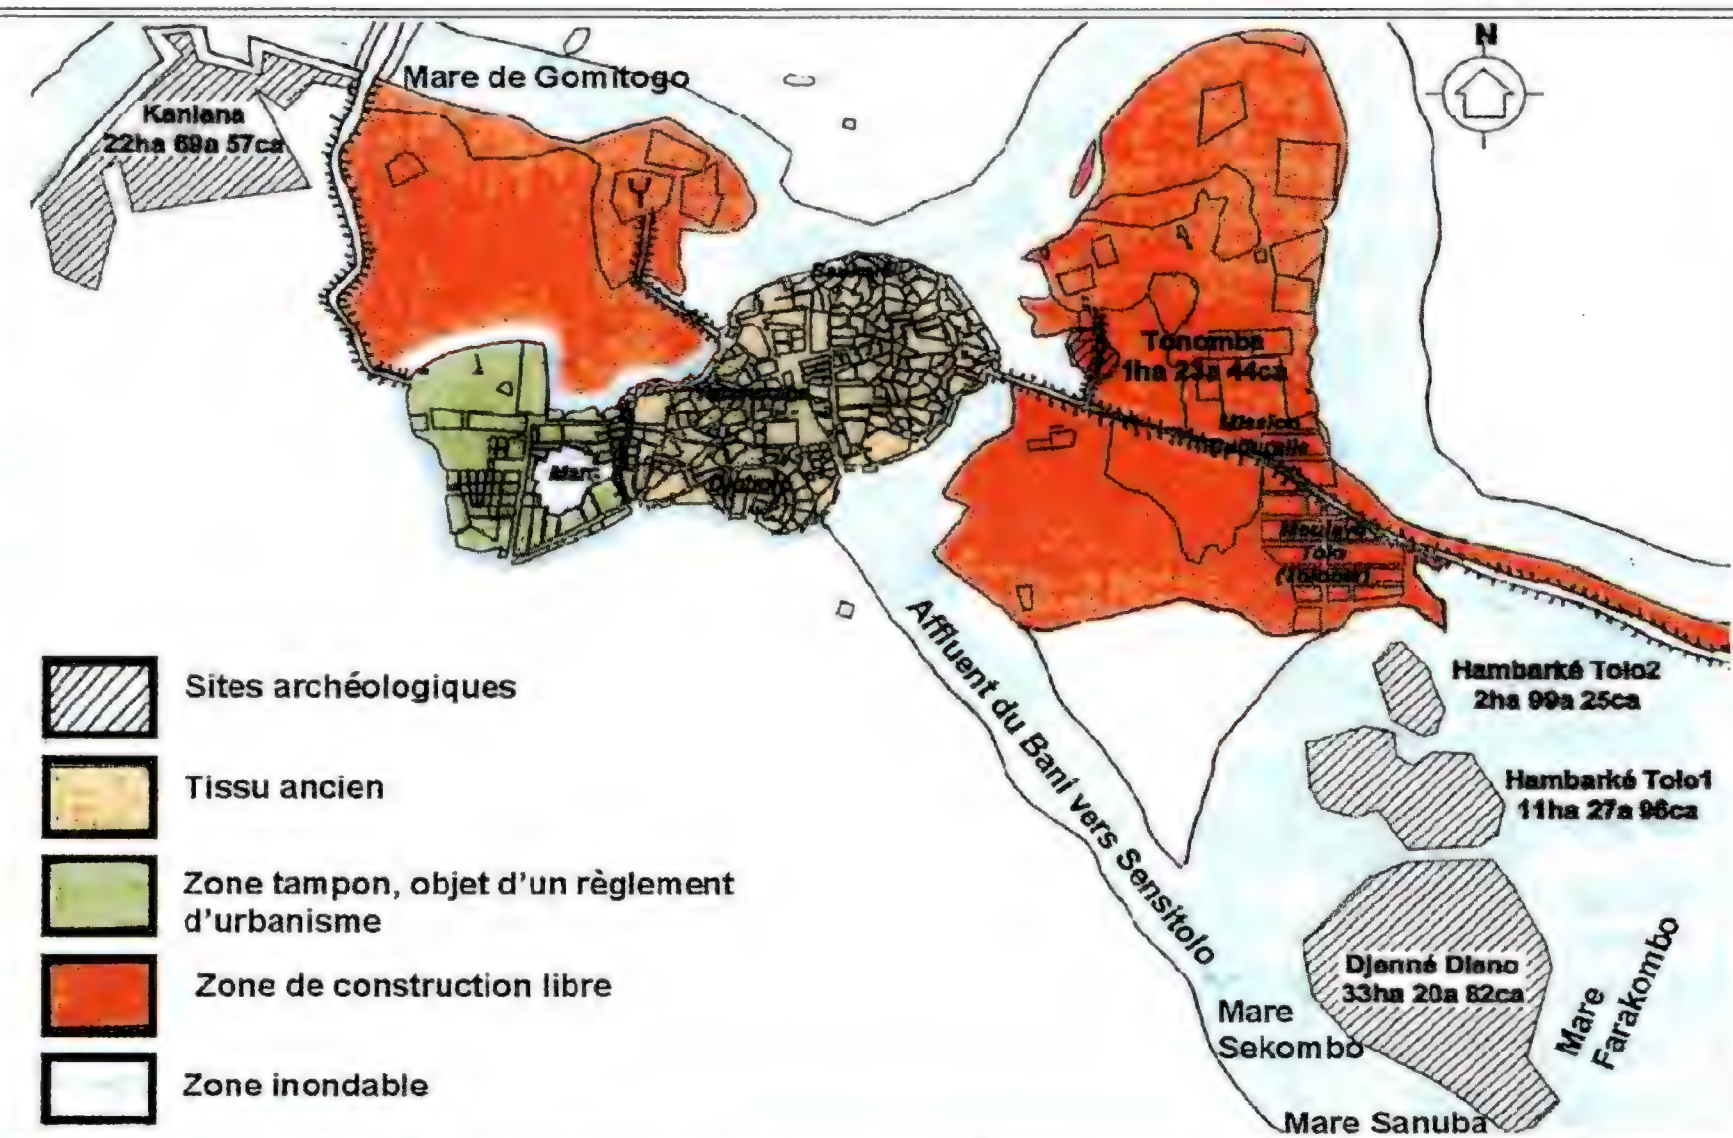 N
Mare de Gomitogo
Kaniana
22ha 69a 57ca
Tonomba
1ha 23a 44ca
Mission
Mare
Affluent du Bani vers Sensitolo
Hambarké Tolo2
2ha 99a 25ca
Hambarké Tolo1
11ha 27a 96ca
Djenné Djeno
33ha 20a 82ca
Mare
Farakombo
Mare
Sekombo
Mare Sanuba
Sites archéologiques
Tissu ancien
Zone tampon, objet d'un règlement
d'urbanisme
Zone de construction libre
Zone inondable